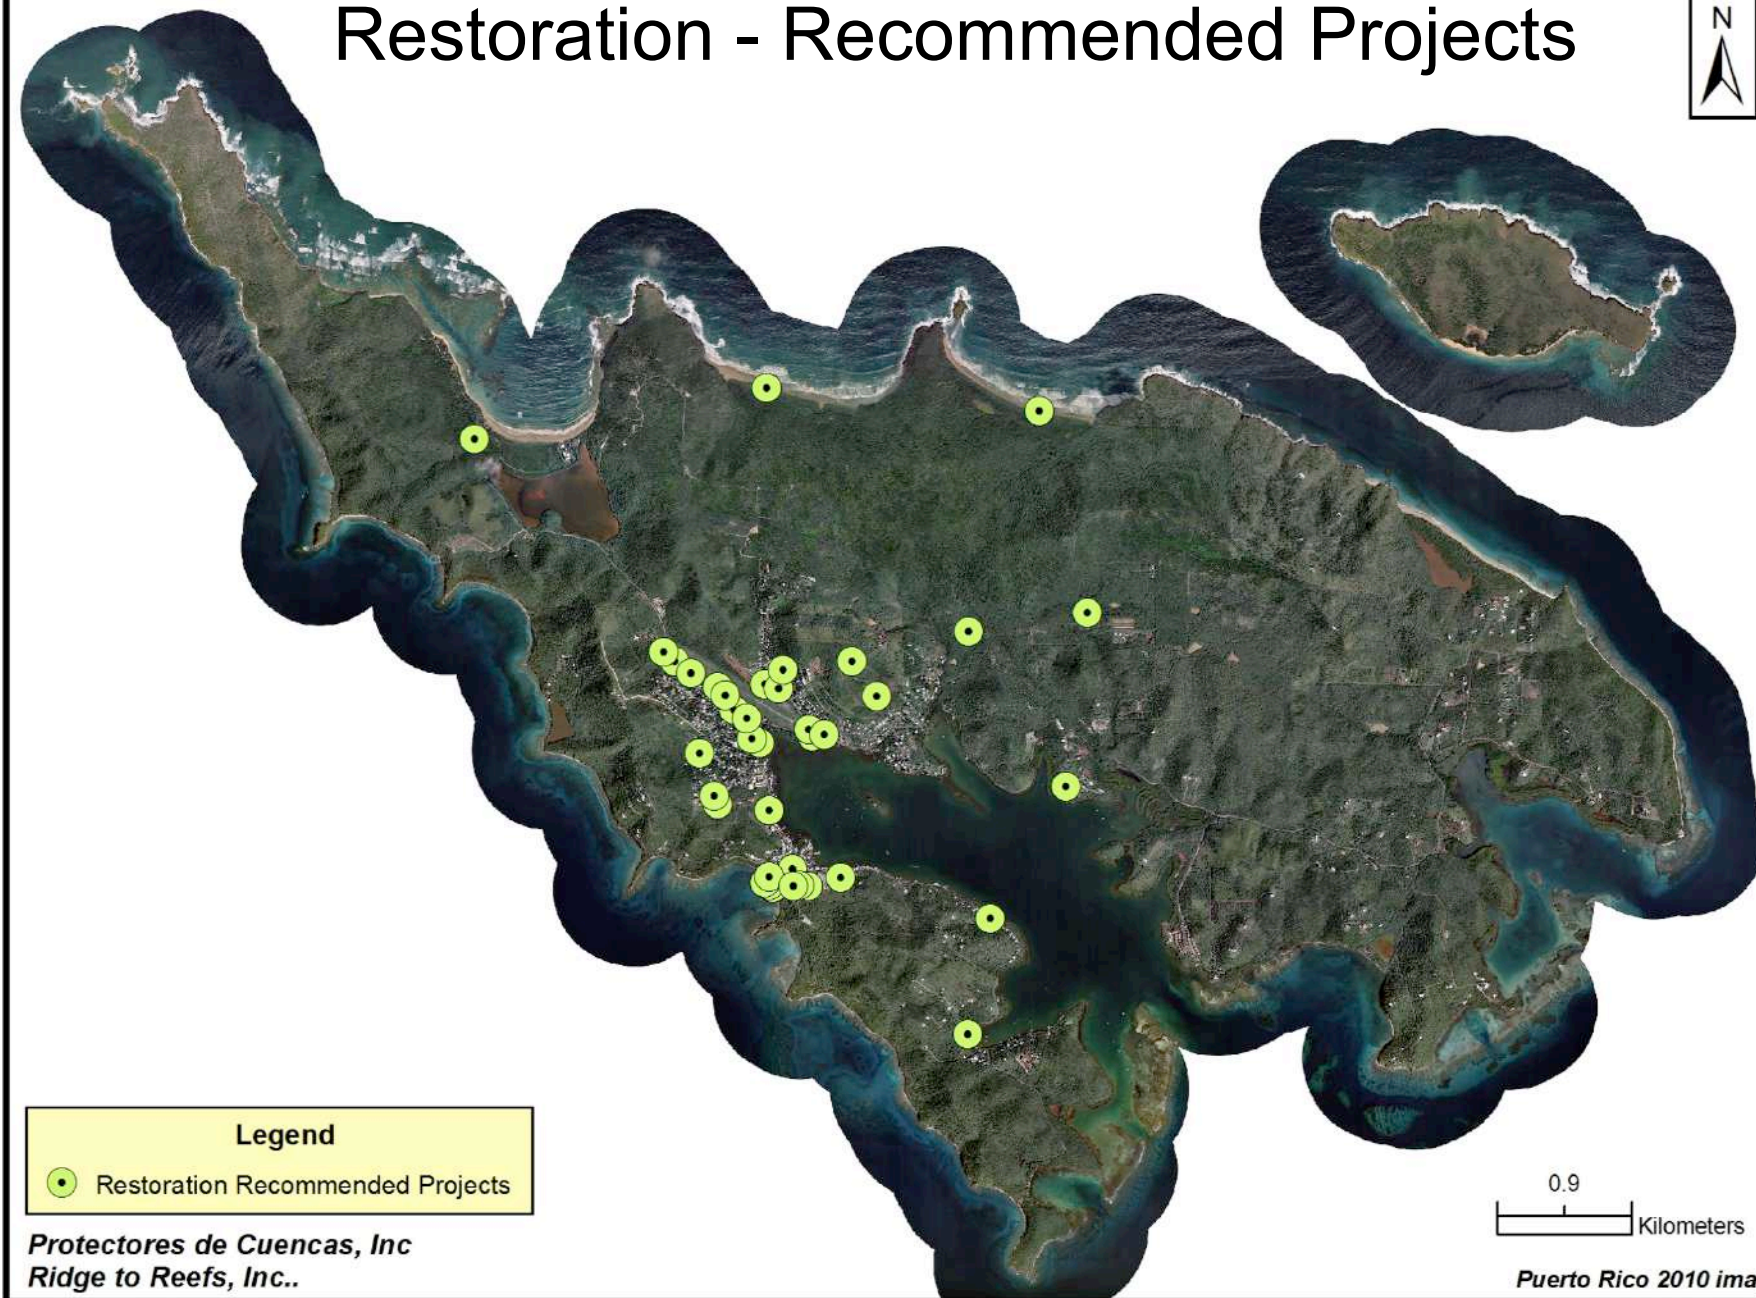 Restoration - Recommended Projects
N
Legend
Restoration Recommended Projects
Protectores de Cuencas, Inc
Ridge to Reefs, Inc..
0.9
Kilometers
Puerto Rico 2010 ima